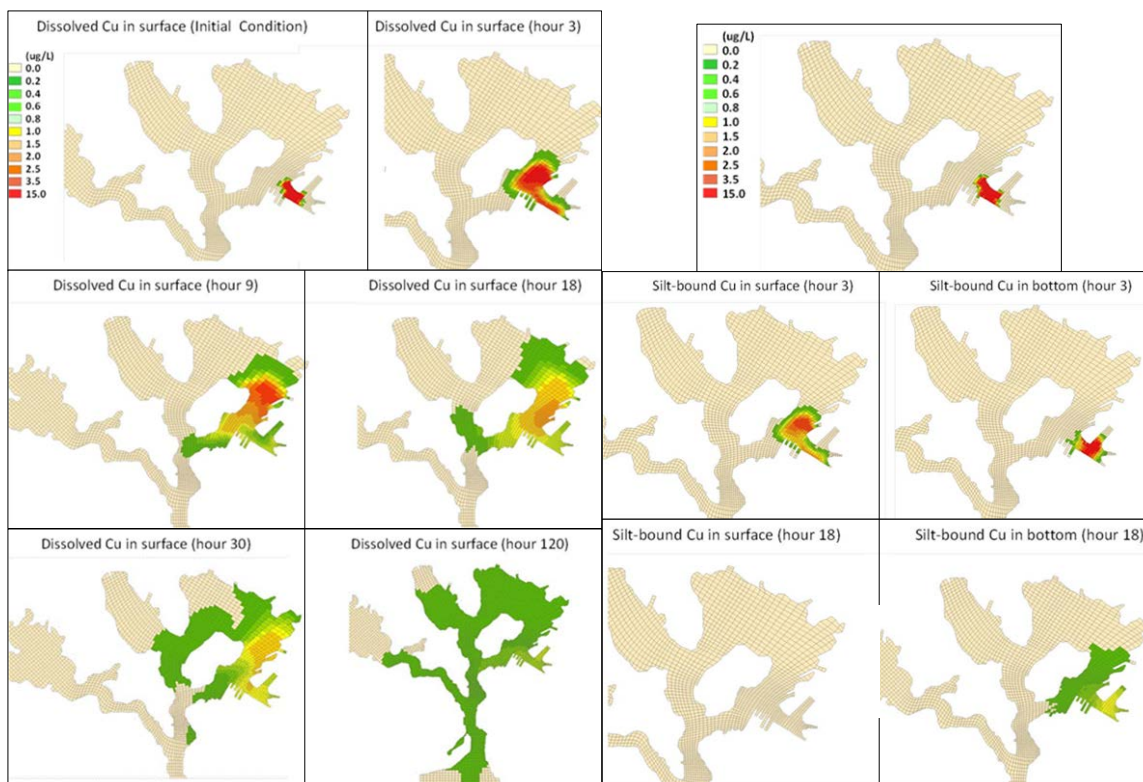 Dissolved Cu in surface (Initial Condition)
(ug/L)
0.0
0.2
0.4
0.6
0.8
1.0
1.5
2.0
2.5
3.5
15.0
Dissolved Cu in surface (hour 3)
(ug/L)
0.0
0.2
0.4
0.6
0.8
1.0
1.5
2.0
2.5
3.5
15.0
Dissolved Cu in surface (hour 9)
Dissolved Cu in surface (hour 18)
Silt-bound Cu in surface (hour 3)
Silt-bound Cu in bottom (hour 3)
Dissolved Cu in surface (hour 30)
Dissolved Cu in surface (hour 120)
Silt-bound Cu in surface (hour 18)
Silt-bound Cu in bottom (hour 18)